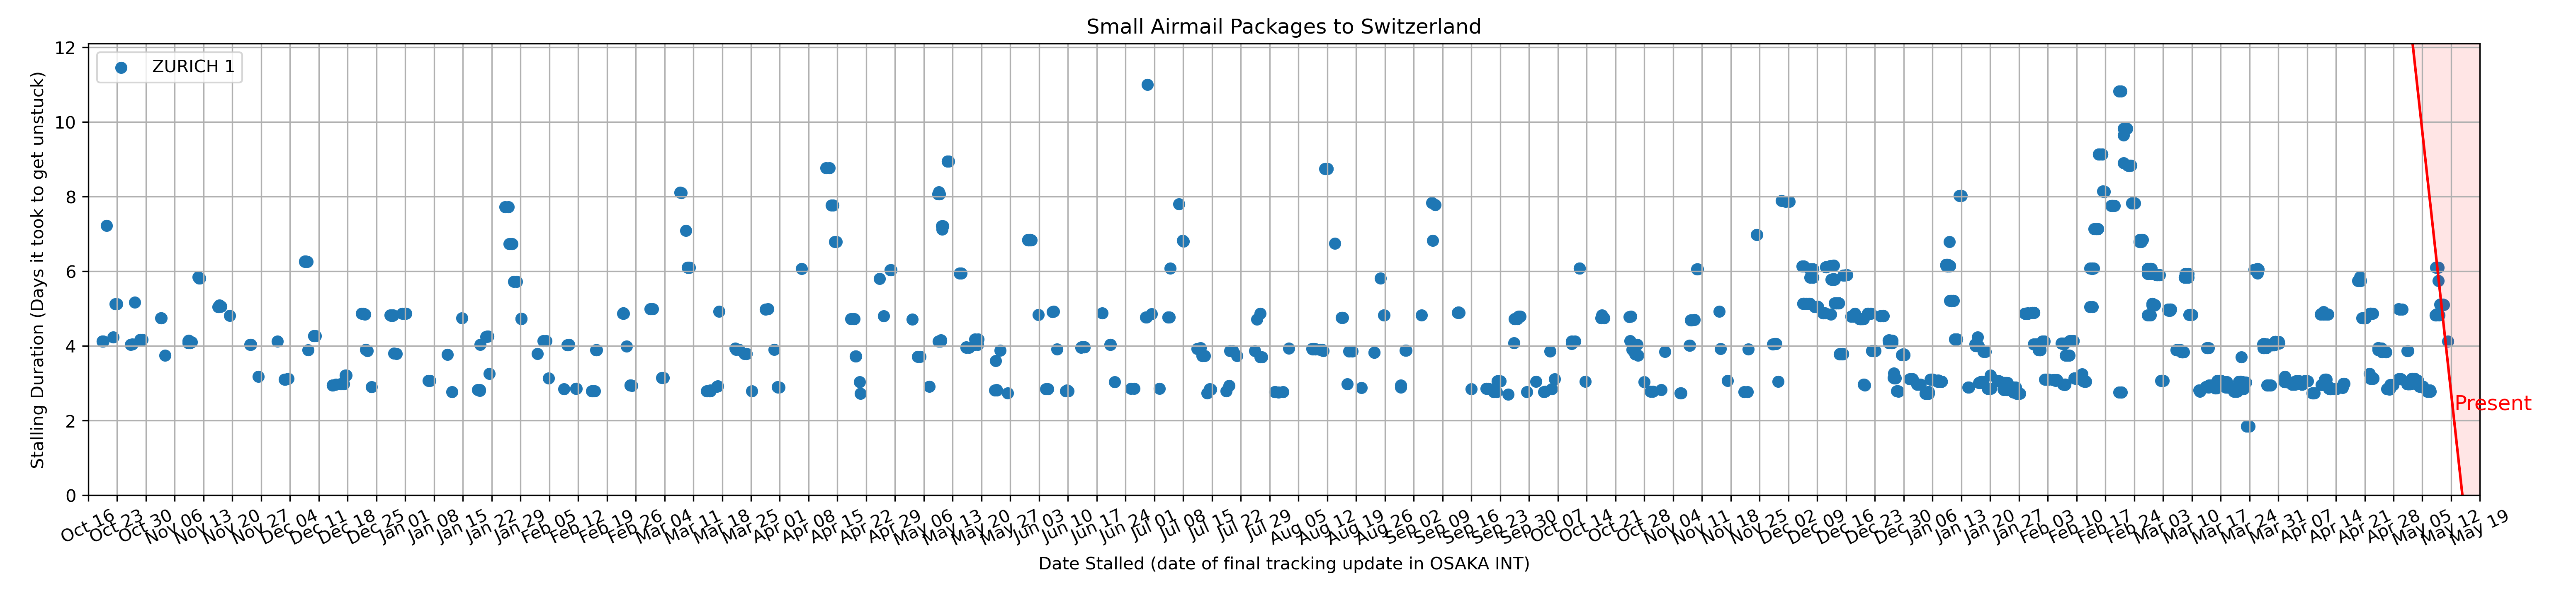 Small Airmail Packages to Switzerland
ZURICH 1
Stalling Duration (Days it took to get unstuck)
12
10
8
6
4
2
0
Present
Oct 16
Oct 23
Oct 30
Nov 06
Nov 13
Nov 20
Nov 27
Dec 04
Dec 11
Dec 18
Dec 25
Jan 01
Jan 08
Jan 15
Jan 22
Jan 29
Feb 05
Feb 12
Feb 19
Feb 26
Mar 04
Mar 11
Mar 18
Mar 25
Apr 01
Apr 08
Apr 15
Apr 22
Apr 29
May 06
May 13
May 20
May 27
Jun 03
Jun 10
Jun 17
Jun 24
Jul 01
Jul 08
Jul 15
Jul 22
Jul 29
Aug 05
Aug 12
Aug 19
Aug 26
Sep 02
Sep 09
Sep 16
Sep 23
Sep 30
Oct 07
Oct 14
Oct 21
Oct 28
Nov 04
Nov 11
Nov 18
Nov 25
Dec 02
Dec 09
Dec 16
Dec 23
Dec 30
Jan 06
Jan 13
Jan 20
Jan 27
Feb 03
Feb 10
Feb 17
Feb 24
Mar 03
Mar 10
Mar 17
Mar 24
Mar 31
Apr 07
Apr 14
Apr 21
Apr 28
May 05
May 12
May 19
Date Stalled (date of final tracking update in OSAKA INT)